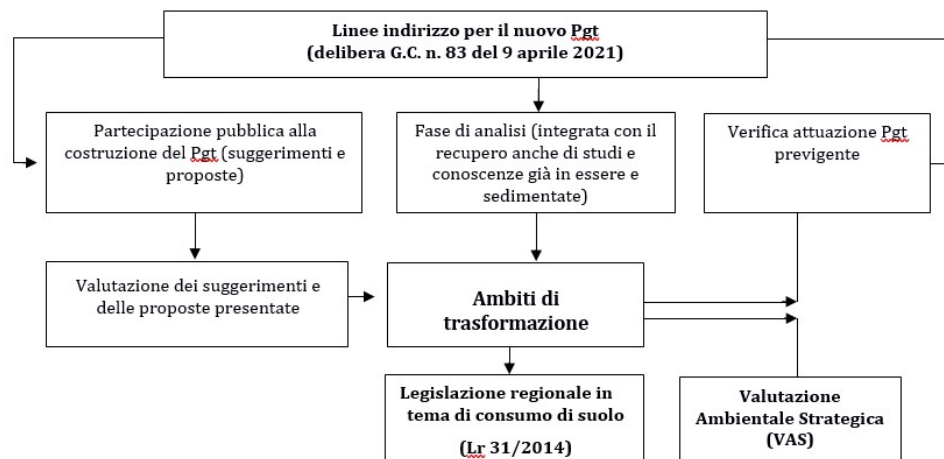 Linee indirizzo per il nuovo Pgt
(delibera G.C. n. 83 del 9 aprile 2021)
Partecipazione pubblica alla
costruzione del Pgt (suggerimenti e
proposte)
Fase di analisi (integrata con il
recupero anche di studi e
conoscenze già in essere e
sedimentate)
Verifica attuazione Pgt
previgente
Valutazione dei suggerimenti e
delle proposte presentate
Ambiti di
trasformazione
Legislazione regionale in
tema di consumo di suolo
(Lr 31/2014)
Valutazione
Ambientale Strategica
(VAS)